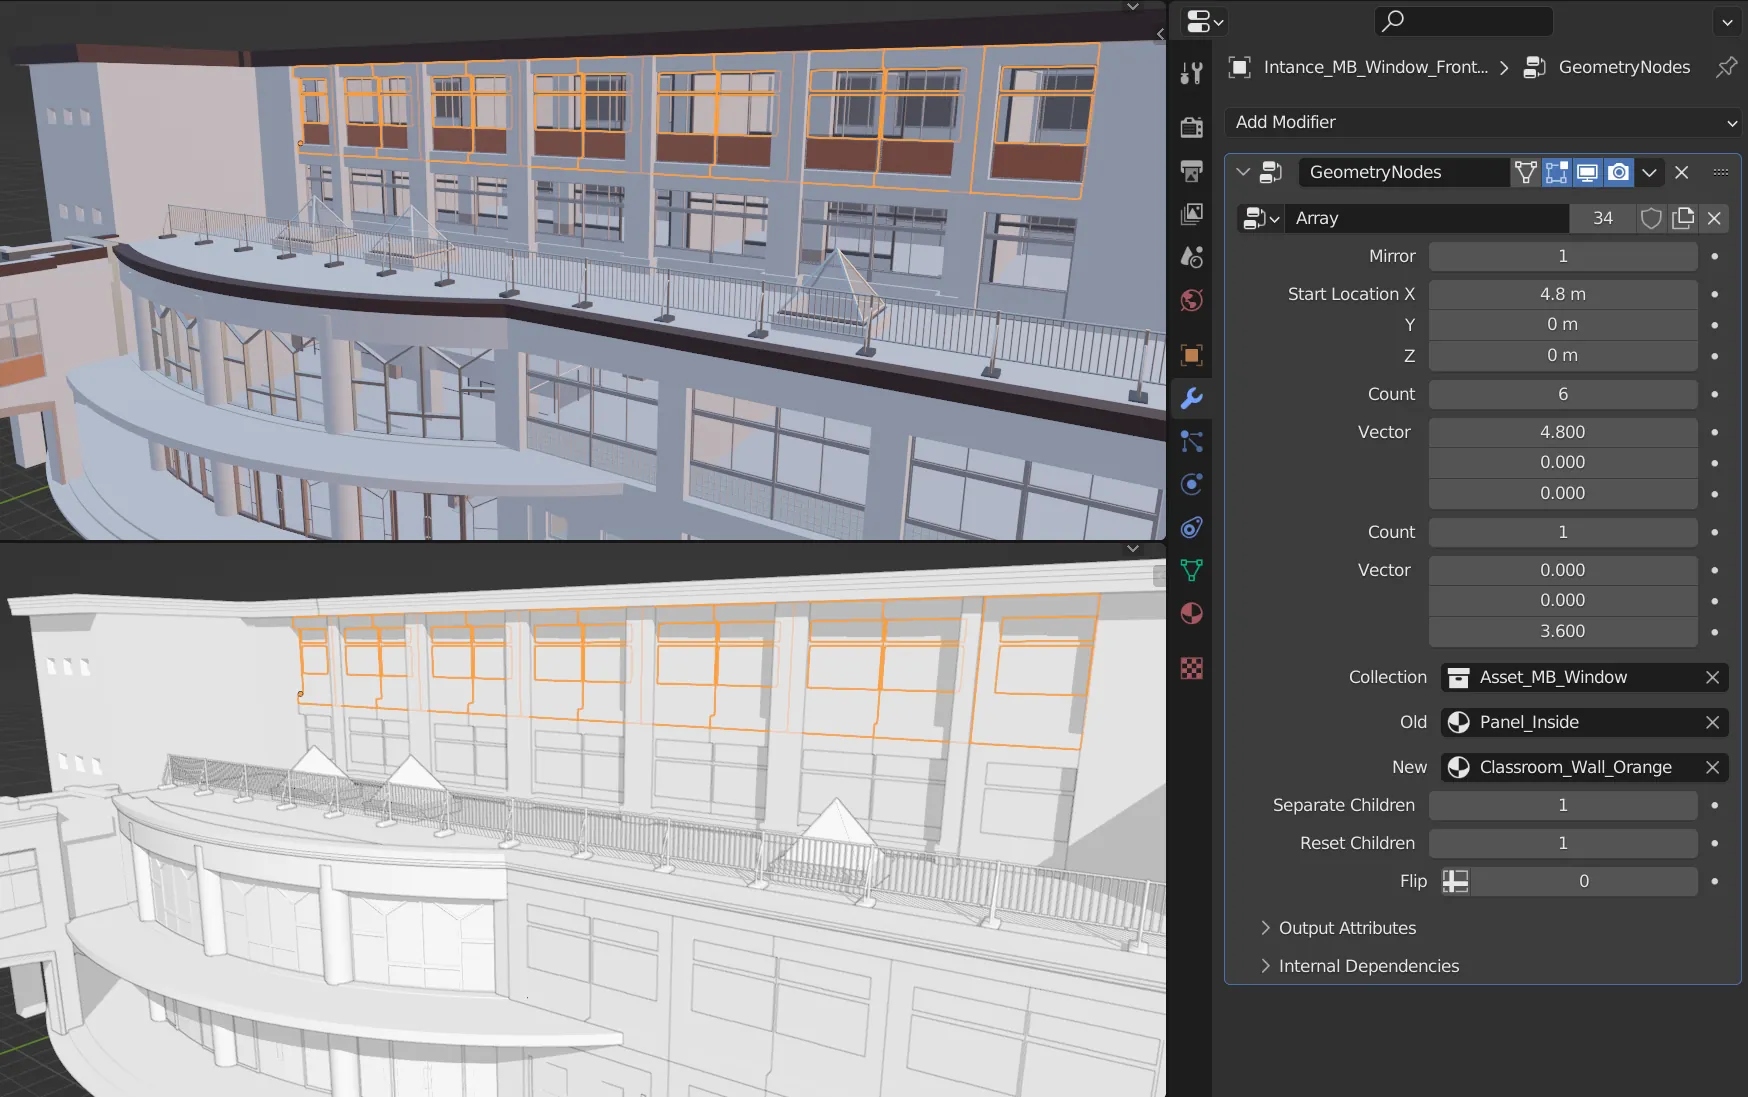 Intance_MB_Window_Front... GeometryNodes
Add Modifier
GeometryNodes
Array 34
Mirror 1
Start Location X 4.8 m
Y 0 m
Z 0 m
Count 6
Vector 4.800
0.000
0.000
Count 1
Vector 0.000
0.000
3.600
Collection Asset_MB_Window
Old Panel_Inside
New Classroom_Wall_Orange
Separate Children 1
Reset Children 1
Flip 0
Output Attributes
Internal Dependencies